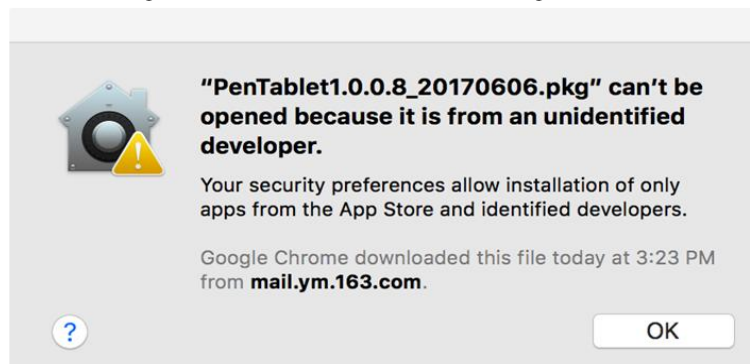 “PenTablet1.0.0.8_20170606.pkg” can’t be
opened because it is from an unidentified
developer.
Your security preferences allow installation of only
apps from the App Store and identified developers.
Google Chrome downloaded this file today at 3:23 PM
from mail.ym.163.com.
?
OK